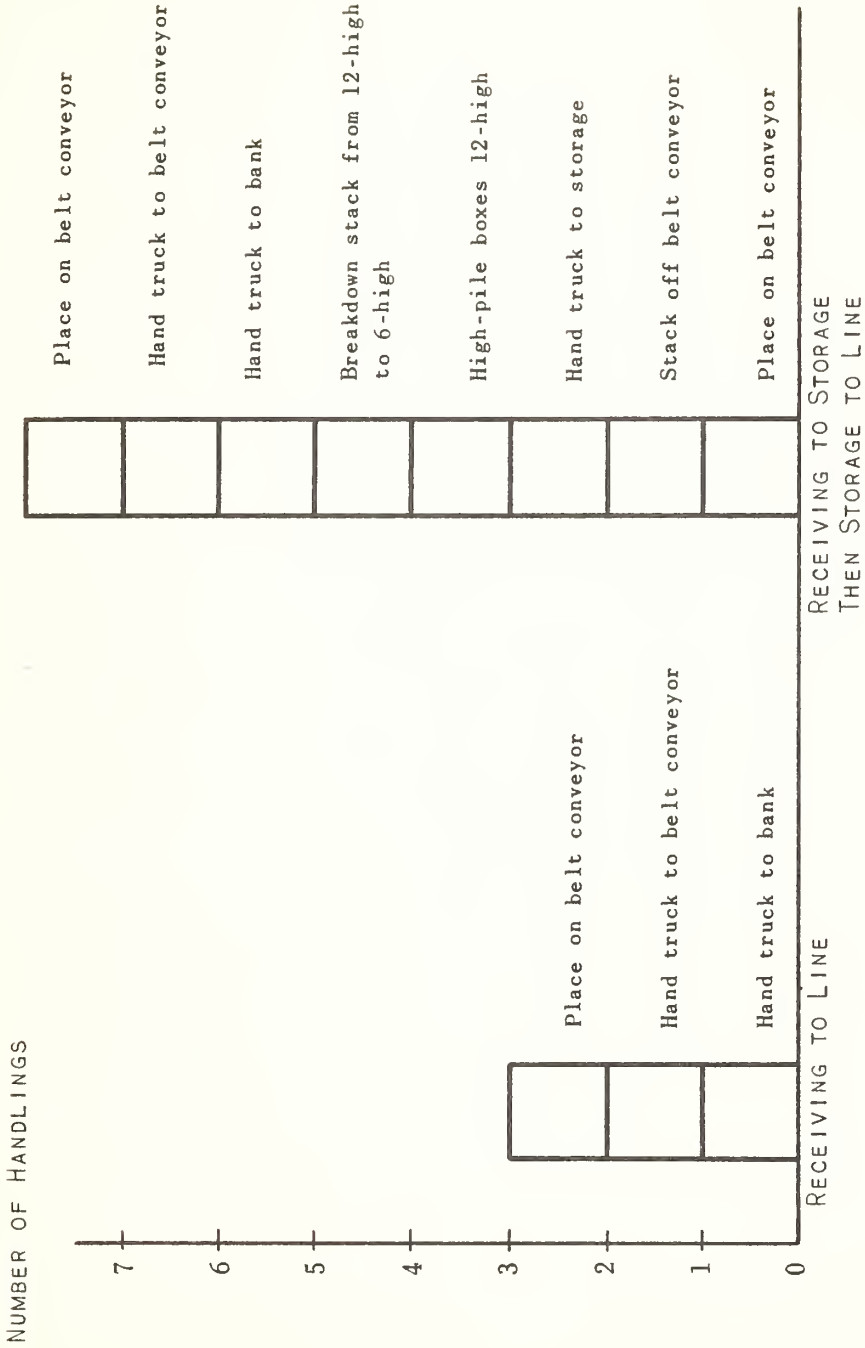 NUMBER OF HANDLINGS
7
6
5
4
3
2
1
0
Place on belt conveyor
Hand truck to belt conveyor
Hand truck to bank
RECEIVING TO LINE
Place on belt conveyor
Hand truck to belt conveyor
Hand truck to bank
Breakdown stack from 12-high
to 6-high
High-pile boxes 12-high
Hand truck to storage
Stack off belt conveyor
Place on belt conveyor
RECEIVING TO STORAGE
THEN STORAGE TO LINE